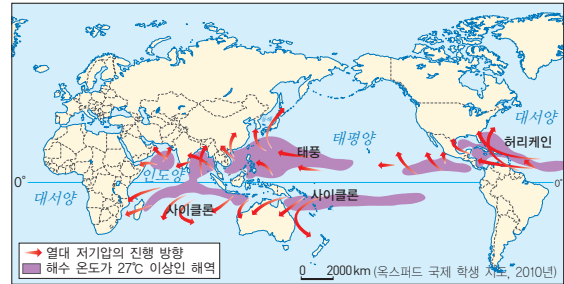 대서양
태평양
허리케인
태풍
인도양
0°
0°
대서양
사이클론
사이클론
열대 저기압의 진행 방향
해수 온도가 27℃ 이상인 해역
0 2000 km (옥스퍼드 국제 학생 지도, 2010년)